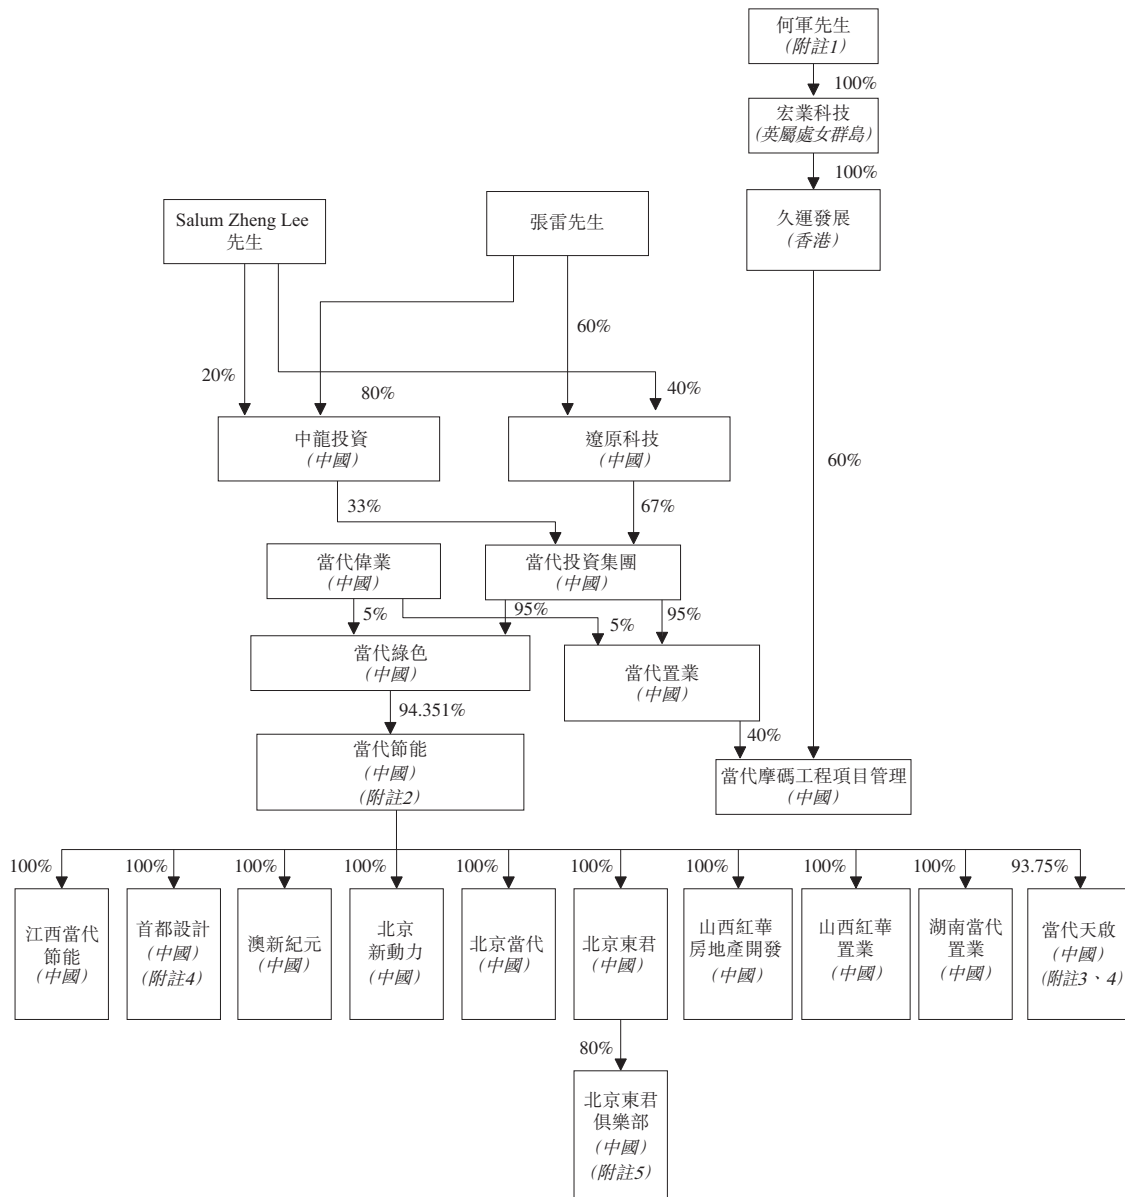 何軍先生
(附註1)
100%
宏業科技
(英屬處女群島)
100%
久運發展
(香港)
Salum Zheng Lee
先生
張雷先生
60%
20%
80%
40%
中龍投資
(中國)
遼原科技
(中國)
60%
33%
67%
當代偉業
(中國)
當代投資集團
(中國)
5%
95%
5%
95%
當代綠色
(中國)
當代置業
(中國)
94.351%
40%
當代節能
(中國)
(附註2)
當代摩碼工程項目管理
(中國)
100%
100%
100%
100%
100%
100%
100%
100%
100%
93.75%
江西當代
節能
(中國)
首都設計
(中國)
(附註4)
澳新紀元
(中國)
北京
新動力
(中國)
北京當代
(中國)
北京東君
(中國)
山西紅華
房地產開發
(中國)
山西紅華
置業
(中國)
湖南當代
置業
(中國)
當代天啟
(中國)
(附註3、4)
80%
北京東君
俱樂部
(中國)
(附註5)